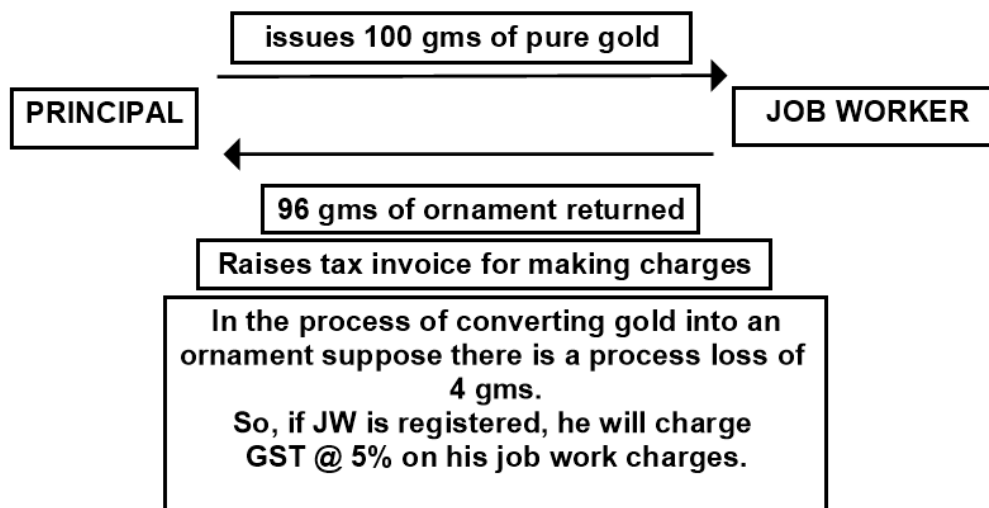 issues 100 gms of pure gold
PRINCIPAL
JOB WORKER
96 gms of ornament returned
Raises tax invoice for making charges
In the process of converting gold into an
ornament suppose there is a process loss of
4 gms.
So, if JW is registered, he will charge
GST @ 5% on his job work charges.